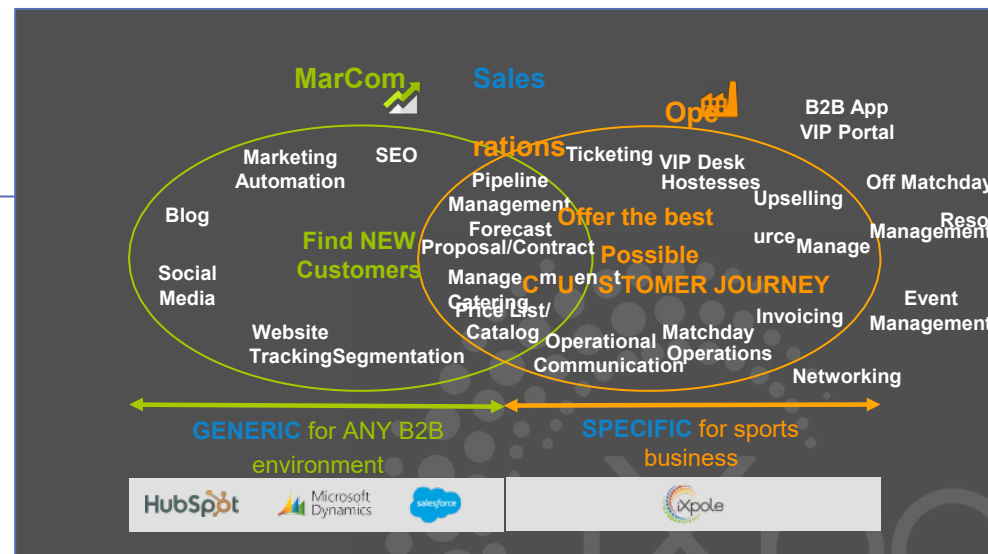 MarCom
Sales
Ope
rations
B2B App
VIP Portal
Marketing
Automation
SEO
Ticketing
VIP Desk
Hostesses
Pipeline
Management
Upselling
Off Matchday
Management
Blog
Offer the best
Reso
urce
Manage
Find NEW
Customers
Forecast
Proposal/Contract
Possible
Manage
ment
CUSTOMER JOURNEY
Social
Media
Catering
Price List/
Catalog
Event
Management
Invoicing
Website
Tracking
Segmentation
Operational
Communication
Matchday
Operations
Networking
GENERIC for ANY B2B
environment
SPECIFIC for sports
business
HubSpot
Microsoft
Dynamics
salesforce
iXpole